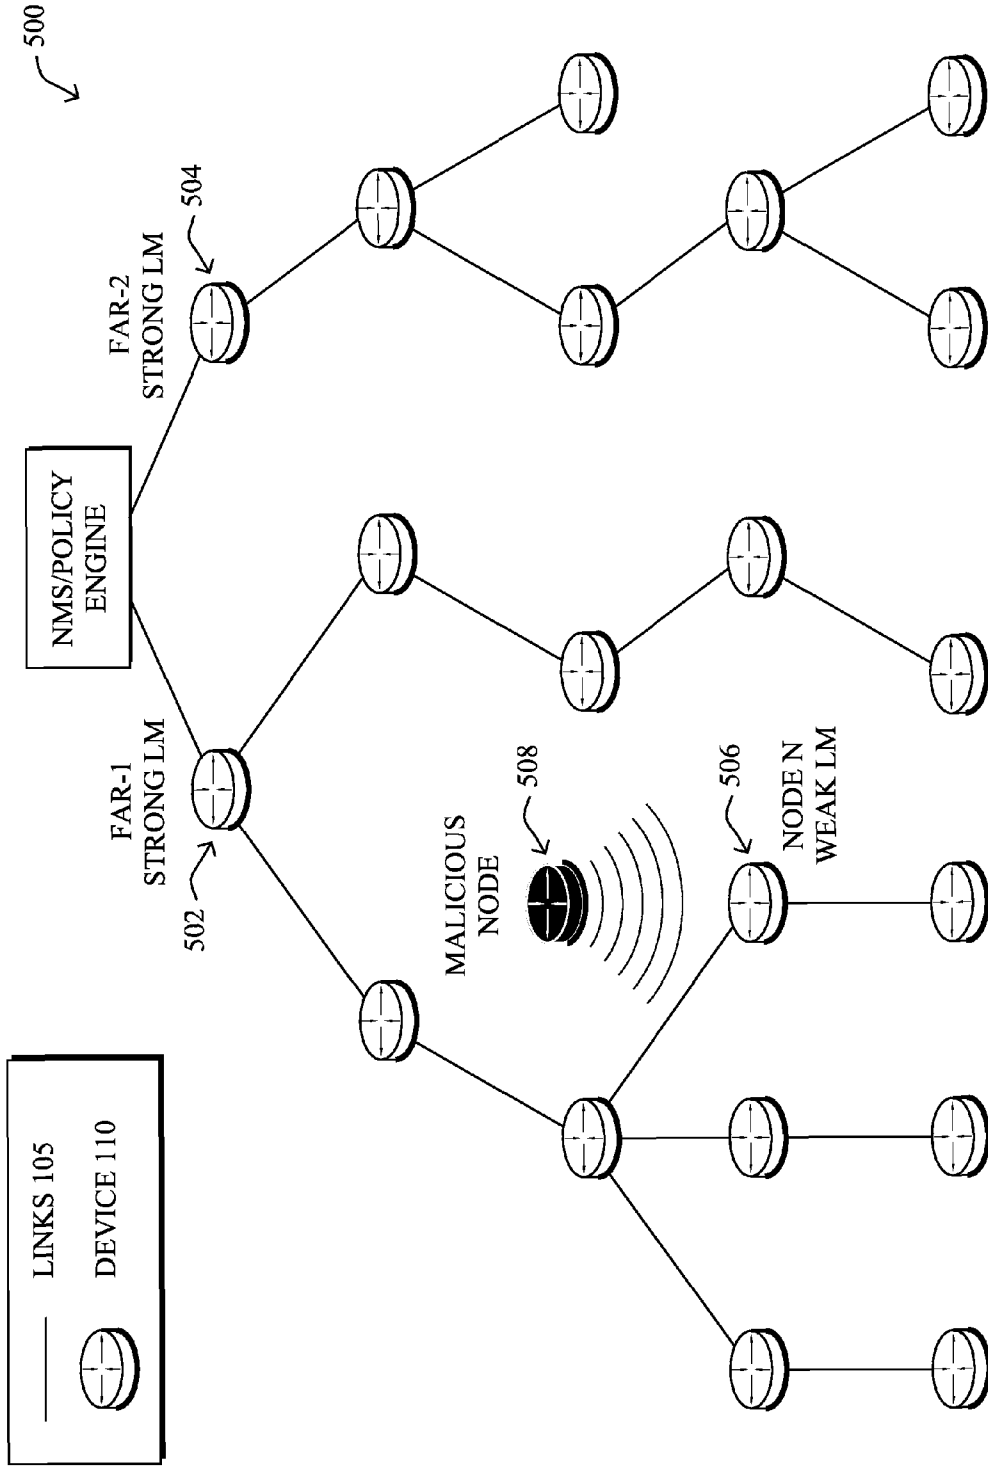 500
NMS/POLICY
ENGINE
FAR-1
STRONG LM
502
FAR-2
STRONG LM
504
MALICIOUS
NODE
508
506
NODE N
WEAK LM
LINKS 105
DEVICE 110